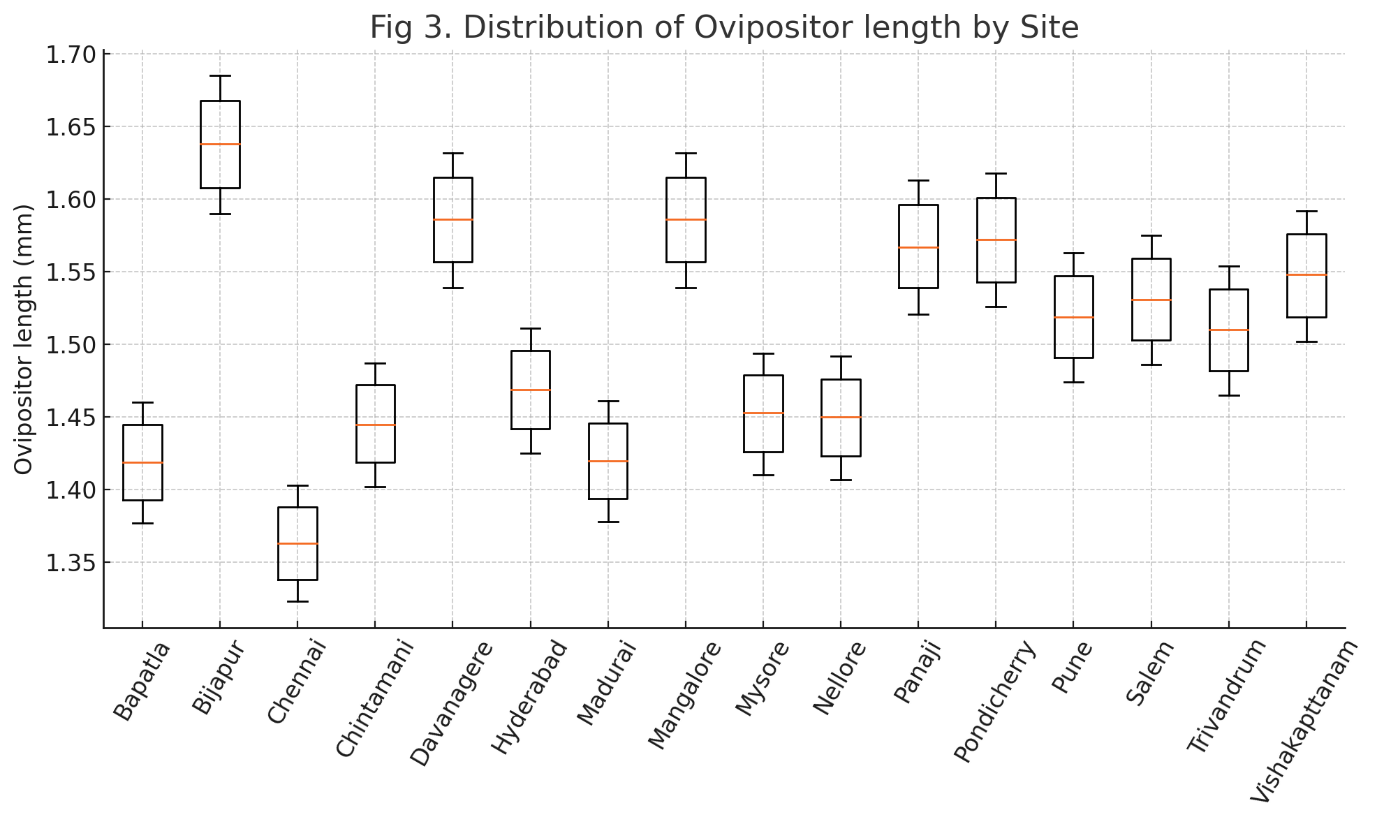 Fig 3. Distribution of Ovipositor length by Site
Ovipositor length (mm)
1.70
1.65
1.60
1.55
1.50
1.45
1.40
1.35
Bapatla
Bijapur
Chennai
Chintamani
Davanagere
Hyderabad
Madurai
Mangalore
Mysore
Nellore
Panaji
Pondicherry
Pune
Salem
Trivandrum
Vishakapttanam